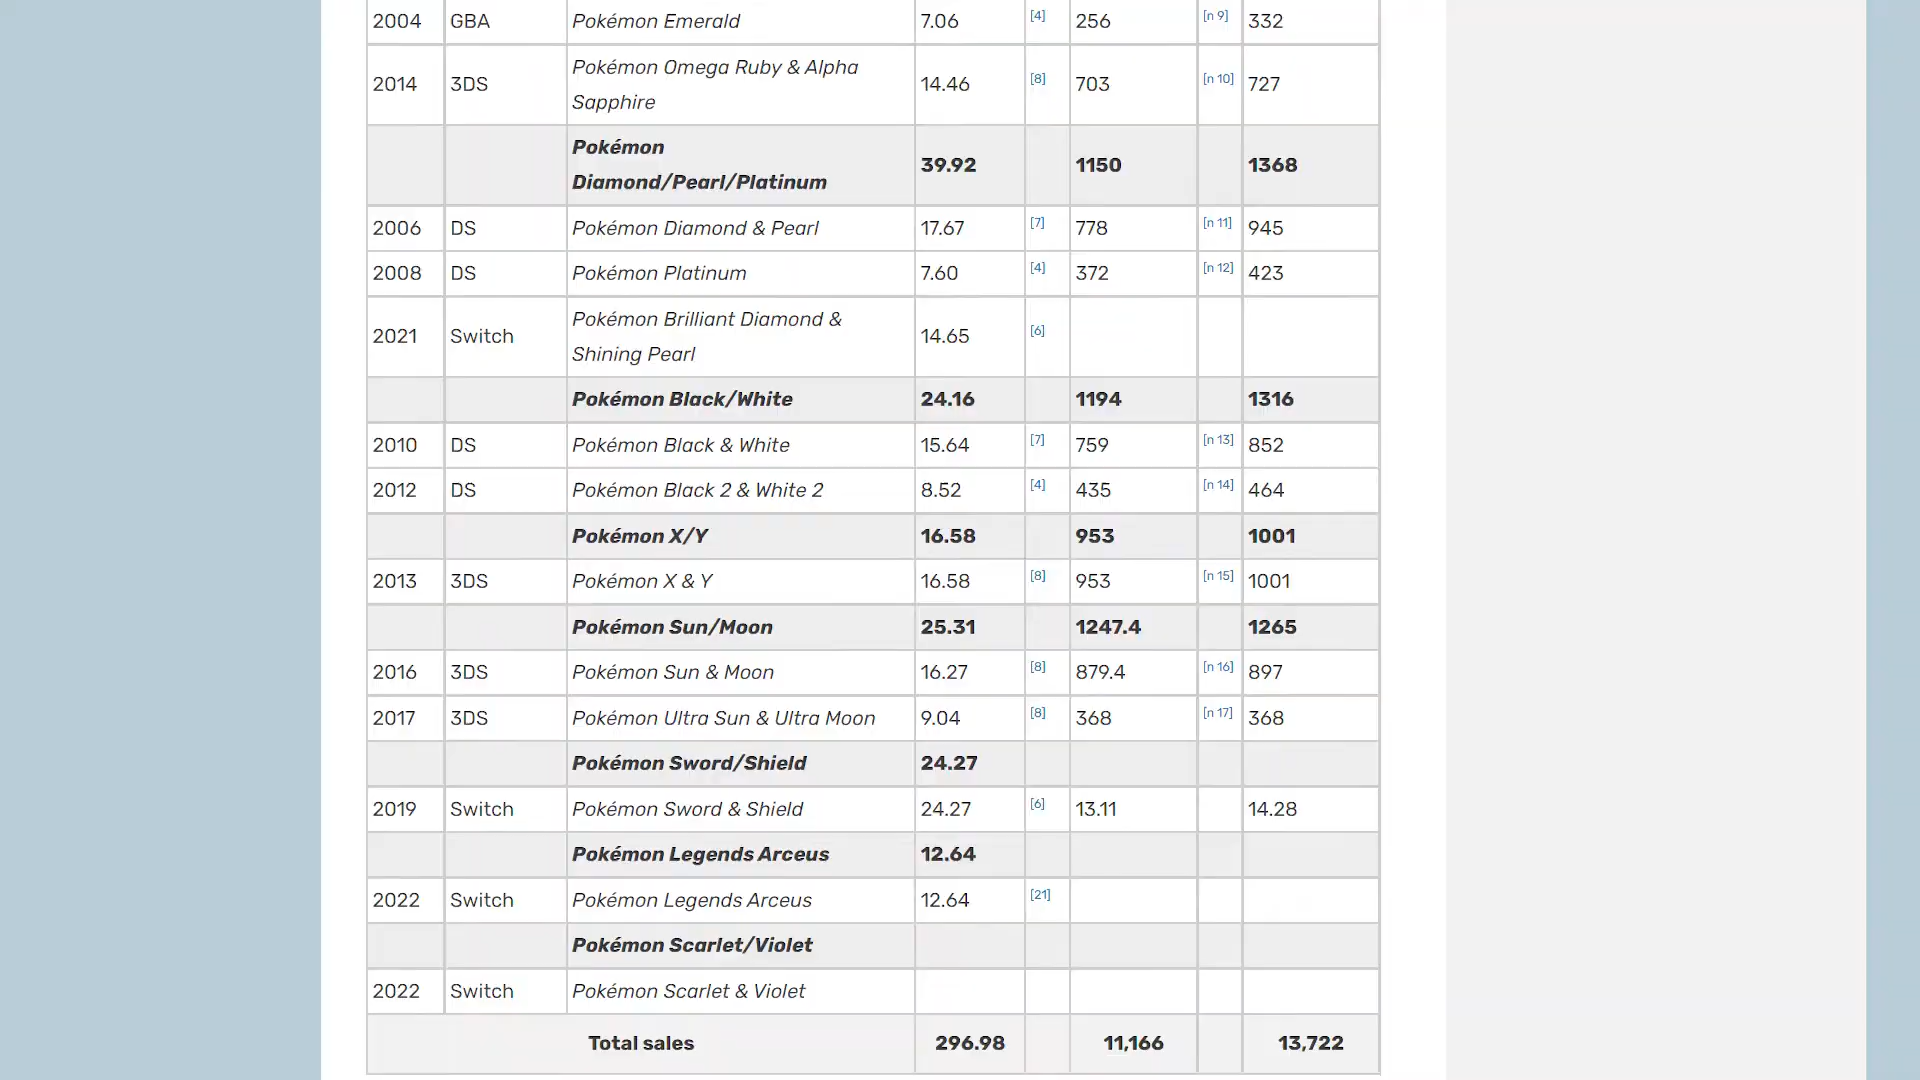 2004 GBA Pokémon Emerald 7.06 [4] 256 [n 9] 332
2014 3DS Pokémon Omega Ruby & Alpha Sapphire 14.46 [8] 703 [n 10] 727
Pokémon Diamond/Pearl/Platinum 39.92 1150 1368
2006 DS Pokémon Diamond & Pearl 17.67 [7] 778 [n 11] 945
2008 DS Pokémon Platinum 7.60 [4] 372 [n 12] 423
2021 Switch Pokémon Brilliant Diamond & Shining Pearl 14.65 [6]
Pokémon Black/White 24.16 1194 1316
2010 DS Pokémon Black & White 15.64 [7] 759 [n 13] 852
2012 DS Pokémon Black 2 & White 2 8.52 [4] 435 [n 14] 464
Pokémon X/Y 16.58 953 1001
2013 3DS Pokémon X & Y 16.58 [8] 953 [n 15] 1001
Pokémon Sun/Moon 25.31 1247.4 1265
2016 3DS Pokémon Sun & Moon 16.27 [8] 879.4 [n 16] 897
2017 3DS Pokémon Ultra Sun & Ultra Moon 9.04 [8] 368 [n 17] 368
Pokémon Sword/Shield 24.27
2019 Switch Pokémon Sword & Shield 24.27 [6] 13.11 14.28
Pokémon Legends Arceus 12.64
2022 Switch Pokémon Legends Arceus 12.64 [21]
Pokémon Scarlet/Violet
2022 Switch Pokémon Scarlet & Violet
Total sales 296.98 11,166 13,722